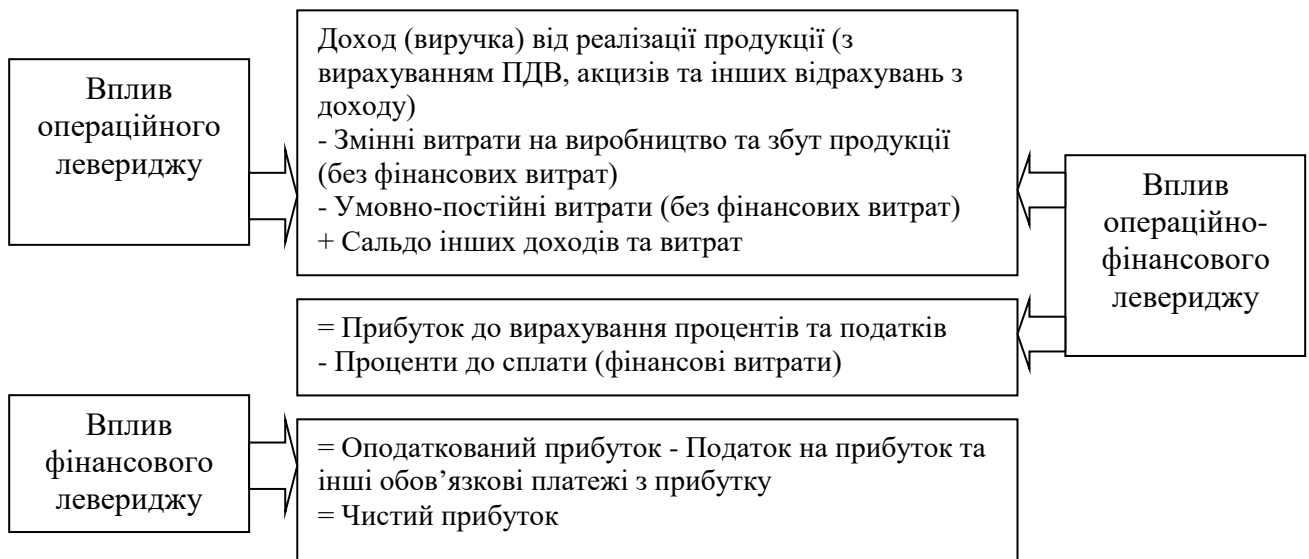 Вплив
операційного
левериджу
Доход (виручка) від реалізації продукції (з
вирахуванням ПДВ, акцизів та інших відрахувань з
доходу)
- Змінні витрати на виробництво та збут продукції
(без фінансових витрат)
- Умовно-постійні витрати (без фінансових витрат)
+ Сальдо інших доходів та витрат
Вплив
операційно-
фінансового
левериджу
= Прибуток до вирахування процентів та податків
- Проценти до сплати (фінансові витрати)
Вплив
фінансового
левериджу
= Оподаткований прибуток - Податок на прибуток та
інші обов’язкові платежі з прибутку
= Чистий прибуток